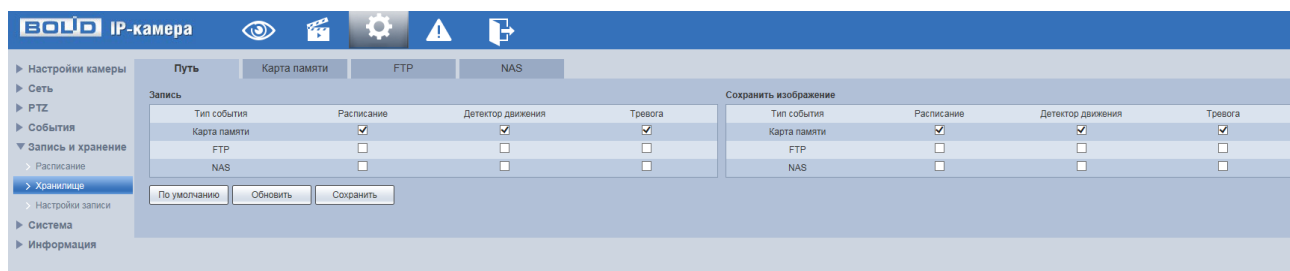 BOLID IP-камера
Настройки камеры
Сеть
PTZ
События
Запись и хранение
Расписание
Хранилище
Настройки записи
Система
Информация
Путь Карта памяти FTP NAS
Запись
Тип события Расписание Детектор движения Тревога
Карта памяти
FTP
NAS
По умолчанию Обновить Сохранить
Сохранить изображение
Тип события Расписание Детектор движения Тревога
Карта памяти
FTP
NAS